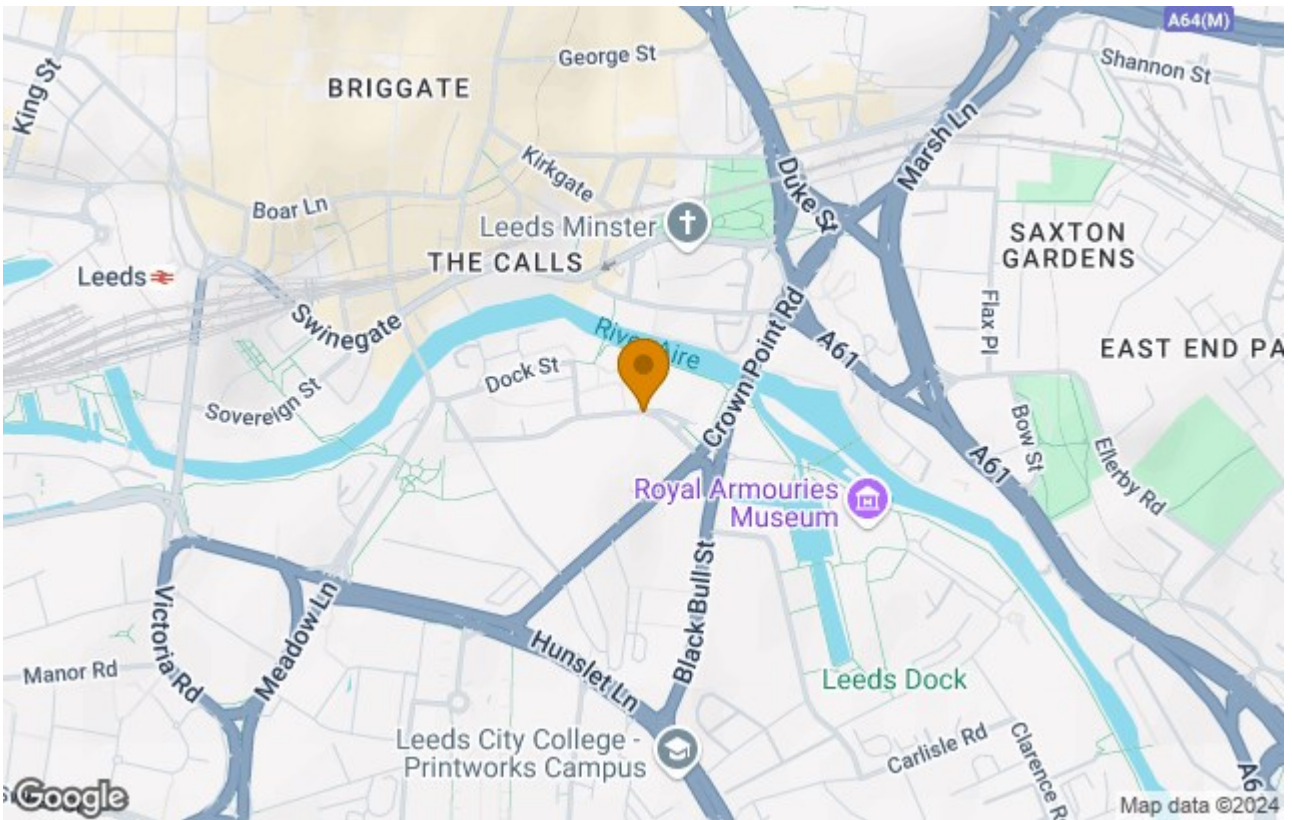 A64(M)
George St
Shannon St
King St
BRIGGATE
Marsh Ln
Kirkgate
Duke St
Boar Ln
Leeds Minster
SAXTON
GARDENS
THE CALLS
Leeds
Swinegate
Crown Point Rd
Flax Pl
River Aire
A61
EAST END PA
Dock St
Sovereign St
Bow St
Ellerby Rd
A61
Royal Armouries
Museum
Black Bull St
Victoria Rd
Meadow Ln
Hunslet Ln
Manor Rd
Leeds Dock
Leeds City College -
Printworks Campus
Carlisle Rd
Clarence R
A6
Google
Map data ©2024